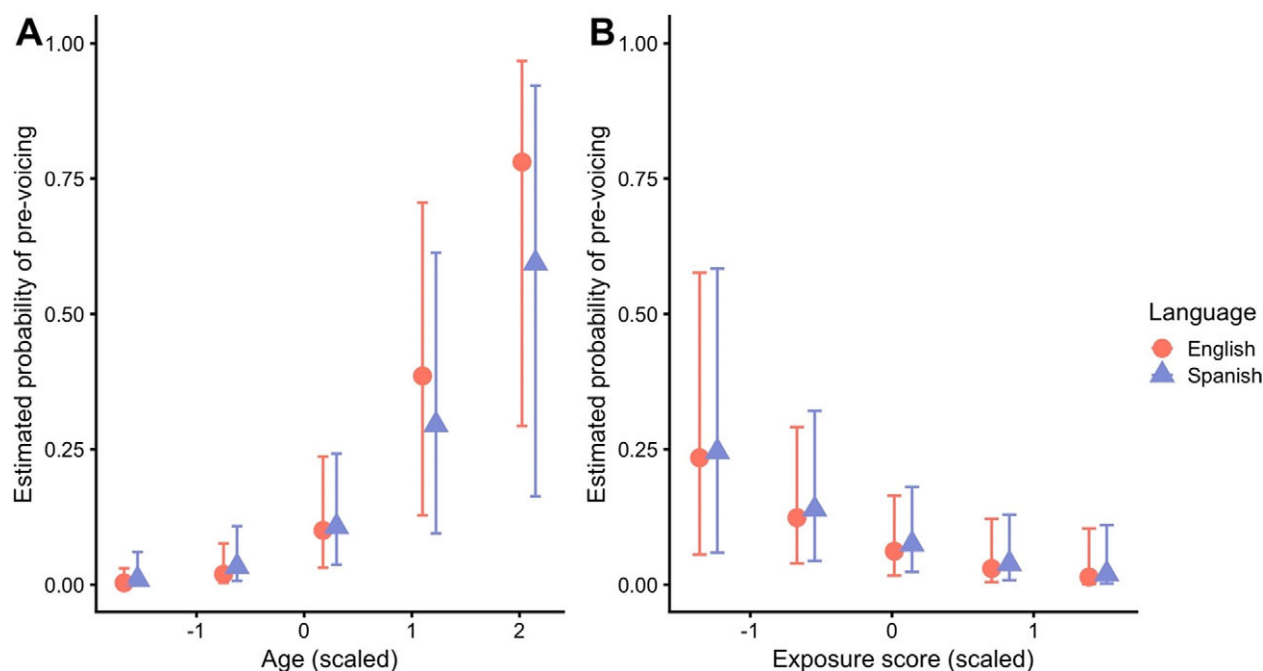 A
Estimated probability of pre-voicing
1.00
0.75
0.50
0.25
0.00
-1 0 1 2
Age (scaled)
B
Estimated probability of pre-voicing
1.00
0.75
0.50
0.25
0.00
-1 0 1
Exposure score (scaled)
Language
English
Spanish